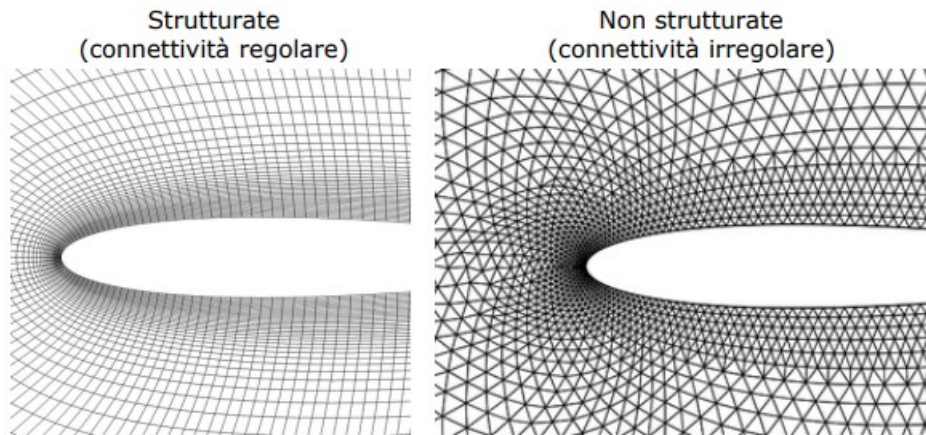 Strutturate
(connettività regolare)
Non strutturate
(connettività irregolare)